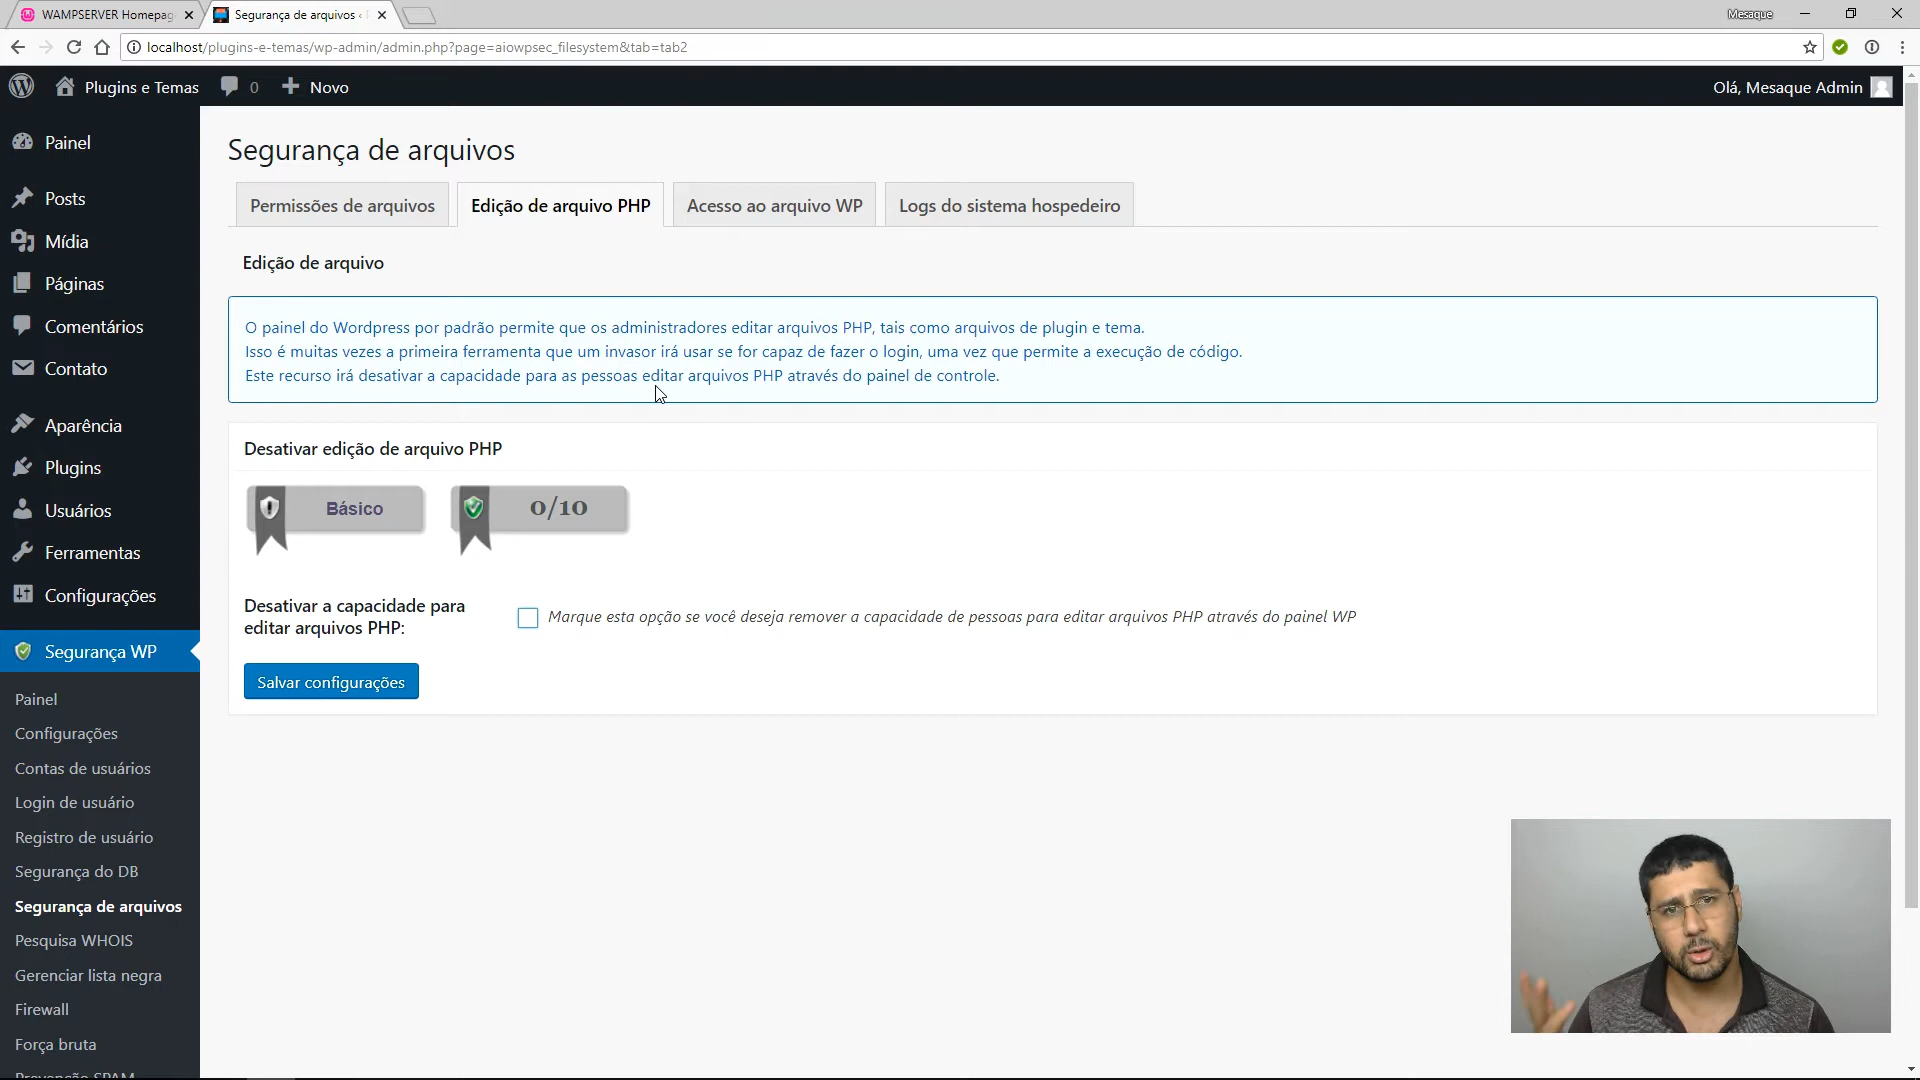 WAMPSERVER Homepag
Segurança de arquivos ‹
Mesaque
localhost/plugins-e-temas/wp-admin/admin.php?page=aiowpsec_filesystem&tab=tab2
Plugins e Temas
0
Novo
Olá, Mesaque Admin
Painel
Posts
Mídia
Páginas
Comentários
Contato
Aparência
Plugins
Usuários
Ferramentas
Configurações
Segurança WP
Painel
Configurações
Contas de usuários
Login de usuário
Registro de usuário
Segurança do DB
Segurança de arquivos
Pesquisa WHOIS
Gerenciar lista negra
Firewall
Força bruta
Prevenção SPAM
Segurança de arquivos
Permissões de arquivos
Edição de arquivo PHP
Acesso ao arquivo WP
Logs do sistema hospedeiro
Edição de arquivo
O painel do Wordpress por padrão permite que os administradores editar arquivos PHP, tais como arquivos de plugin e tema.
Isso é muitas vezes a primeira ferramenta que um invasor irá usar se for capaz de fazer o login, uma vez que permite a execução de código.
Este recurso irá desativar a capacidade para as pessoas editar arquivos PHP através do painel de controle.
Desativar edição de arquivo PHP
Básico
0/10
Desativar a capacidade para
editar arquivos PHP:
Marque esta opção se você deseja remover a capacidade de pessoas para editar arquivos PHP através do painel WP
Salvar configurações